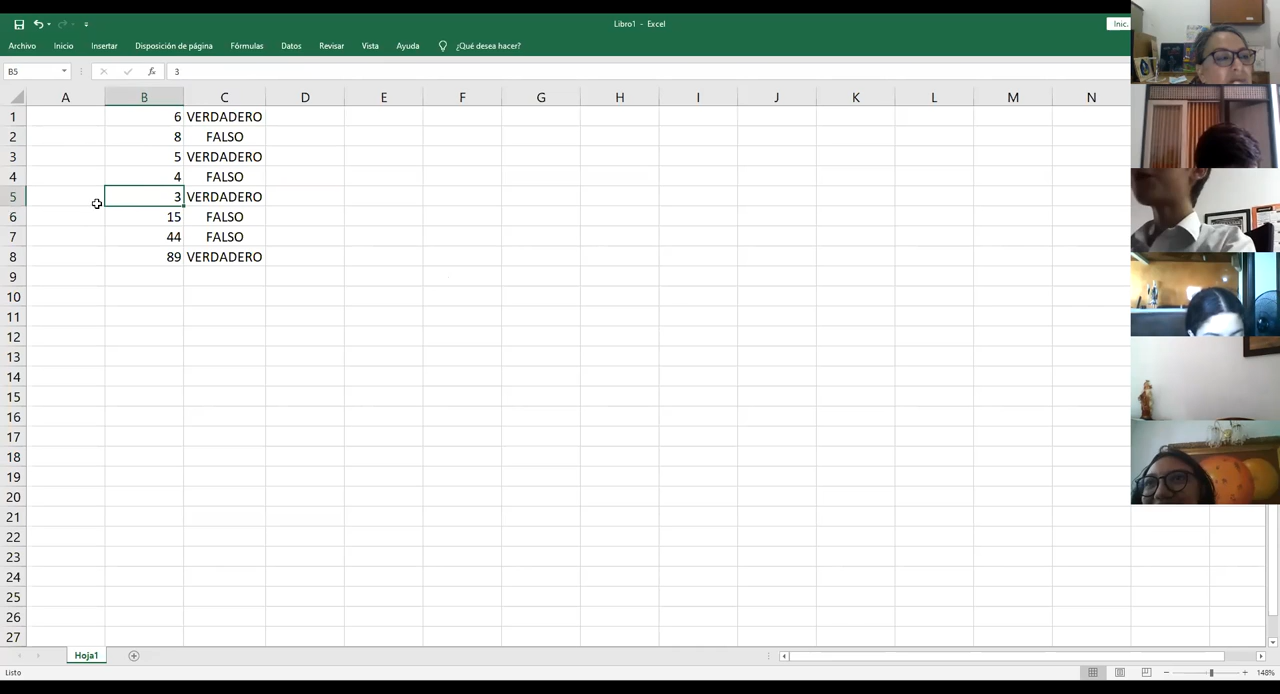 Libro1 - Excel
Inic.
Archivo Inicio Insertar Disposición de página Fórmulas Datos Revisar Vista Ayuda ¿Qué desea hacer?
B5 fx 3
A B C D E F G H I J K L M N
1 6 VERDADERO
2 8 FALSO
3 5 VERDADERO
4 4 FALSO
5 3 VERDADERO
6 15 FALSO
7 44 FALSO
8 89 VERDADERO
9
10
11
12
13
14
15
16
17
18
19
20
21
22
23
24
25
26
27
Hoja1
Listo 148%